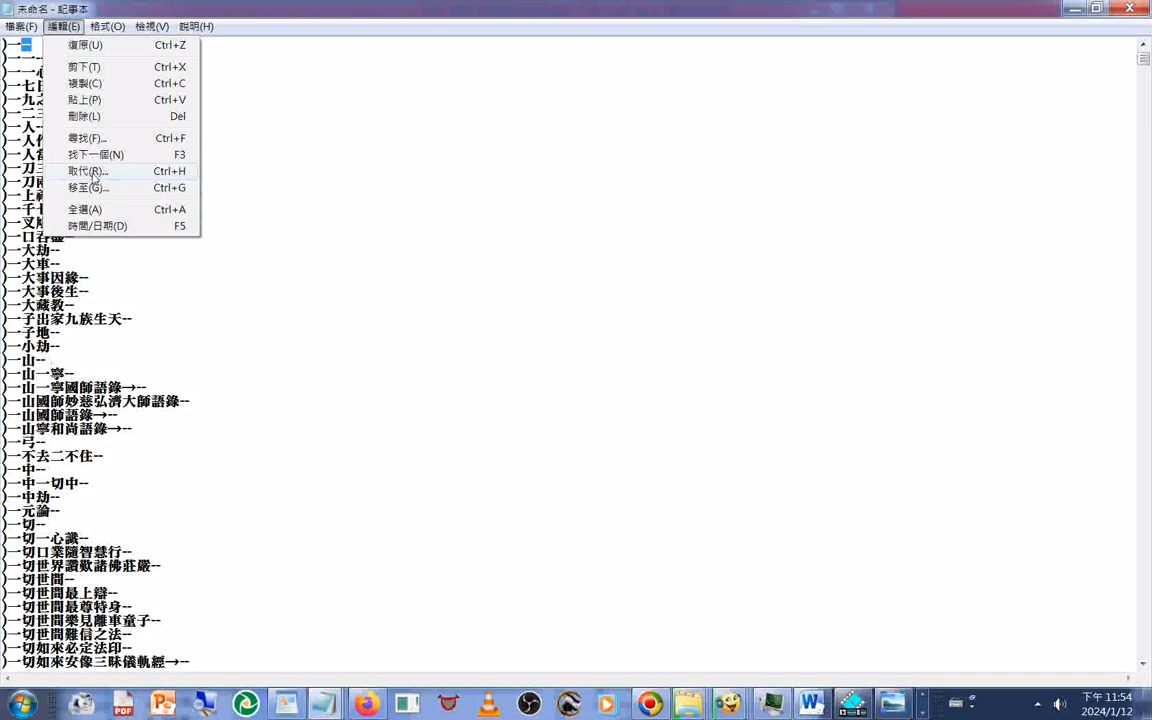 未命名 - 記事本
檔案(F) 編輯(E) 格式(O) 檢視(V) 說明(H)
復原(U) Ctrl+Z
剪下(T) Ctrl+X
複製(C) Ctrl+C
貼上(P) Ctrl+V
刪除(L) Del
尋找(F)... Ctrl+F
找下一個(N) F3
取代(R)... Ctrl+H
移至(G)... Ctrl+G
全選(A) Ctrl+A
時間/日期(D) F5
)一大劫--
)一大車--
)一大事因緣--
)一大事後生--
)一大藏教--
)一子出家九族生天--
)一子地--
)一小劫--
)一山--
)一山一寧--
)一山一寧國師語錄→--
)一山國師妙慈弘濟大師語錄--
)一山國師語錄→--
)一山寧和尚語錄→--
)一弓--
)一不去二不住--
)一中--
)一中一切中--
)一中劫--
)一元論--
)一切--
)一切一心識--
)一切口業隨智慧行--
)一切世界讚歎諸佛莊嚴--
)一切世間--
)一切世間最上辯--
)一切世間最尊特身--
)一切世間樂見離車童子--
)一切世間難信之法--
)一切如來必定法印--
)一切如來安像三昧儀軌經→--
下午 11:54
2024/1/12